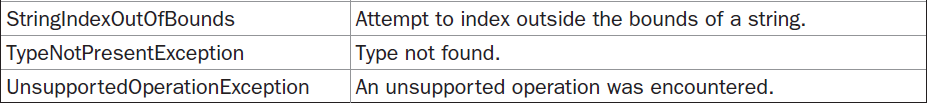 StringIndexOutOfBounds Attempt to index outside the bounds of a string.
TypeNotPresentException Type not found.
UnsupportedOperationException An unsupported operation was encountered.